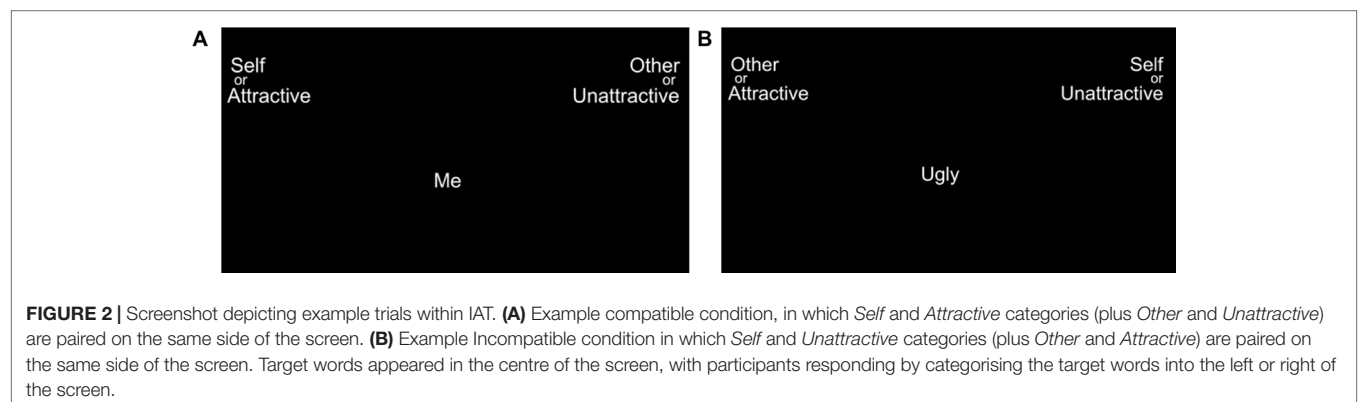 A
Self
or
Attractive
Other
or
Unattractive
Me
B
Other
or
Attractive
Self
or
Unattractive
Ugly
FIGURE 2 | Screenshot depicting example trials within IAT. (A) Example compatible condition, in which Self and Attractive categories (plus Other and Unattractive)
are paired on the same side of the screen. (B) Example Incompatible condition in which Self and Unattractive categories (plus Other and Attractive) are paired on
the same side of the screen. Target words appeared in the centre of the screen, with participants responding by categorising the target words into the left or right of
the screen.